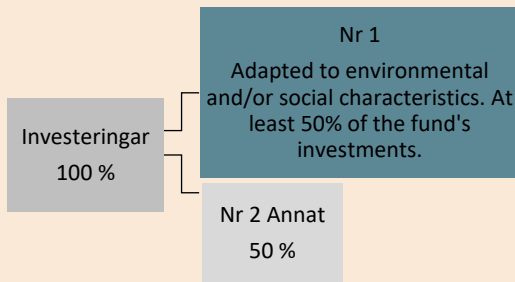 Nr 1
Adapted to environmental
and/or social characteristics. At
least 50% of the fund's
investments.
Investeringar
100 %
Nr 2 Annat
50 %